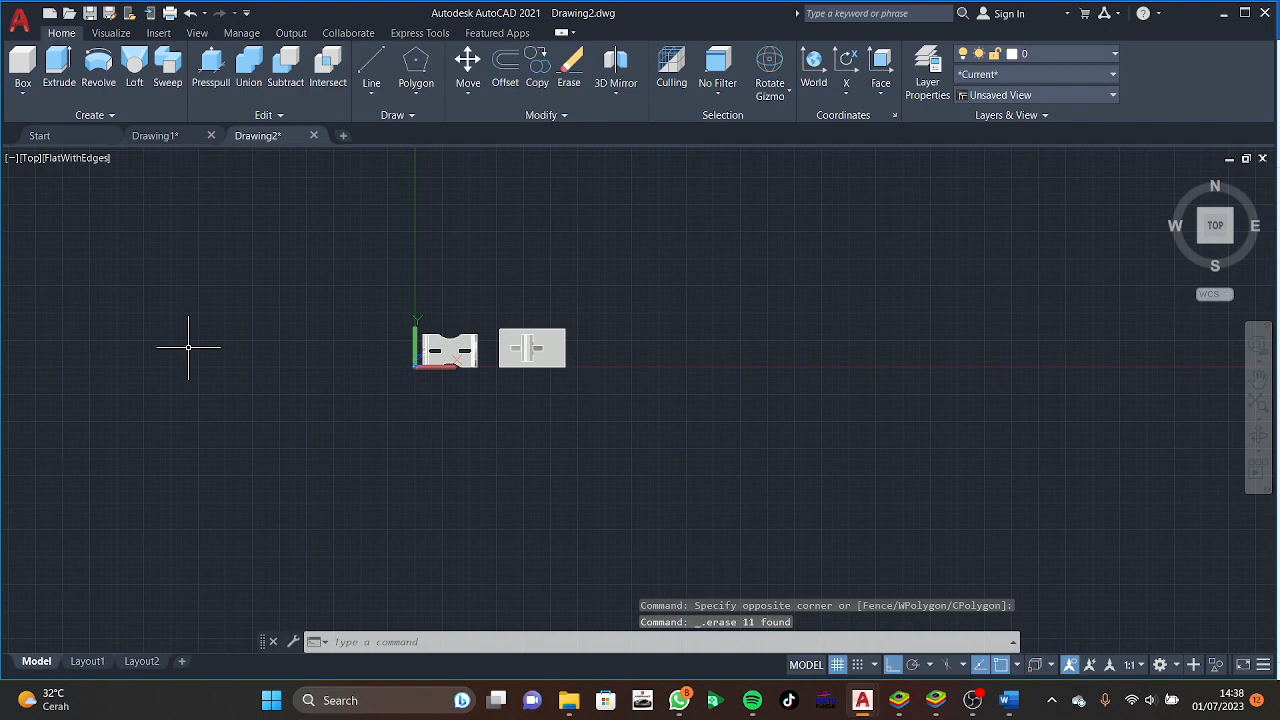 Autodesk AutoCAD 2021 Drawing2.dwg
Type a keyword or phrase
Sign In
Home Visualize Insert View Manage Output Collaborate Express Tools Featured Apps
Box Extrude Revolve Loft Sweep Presspull Union Subtract Intersect Line Polygon Move Offset Copy Erase 3D Mirror Culling No Filter Rotate Gizmo World X Face Layer Properties
0
*Current*
Unsaved View
Create Edit Draw Modify Selection Coordinates Layers & View
Start Drawing1* Drawing2*
[−][Top][FlatWithEdges]
N
W TOP E
S
WCS
Y
Command: Specify opposite corner or [Fence/WPolygon/CPolygon]:
Command: _.erase 11 found
Type a command
Model Layout1 Layout2
MODEL 1:1
32°C
Cerah
Search
8
14:38
01/07/2023
12